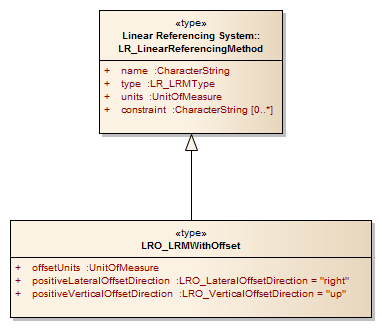 «type»
Linear Referencing System::
LR_LinearReferencingMethod
+ name :CharacterString
+ type :LR_LRMType
+ units :UnitOfMeasure
+ constraint :CharacterString [0..*]
«type»
LRO_LRMWithOffset
+ offsetUnits :UnitOfMeasure
+ positiveLateralOffsetDirection :LRO_LateralOffsetDirection = "right"
+ positiveVerticalOffsetDirection :LRO_VerticalOffsetDirection = "up"